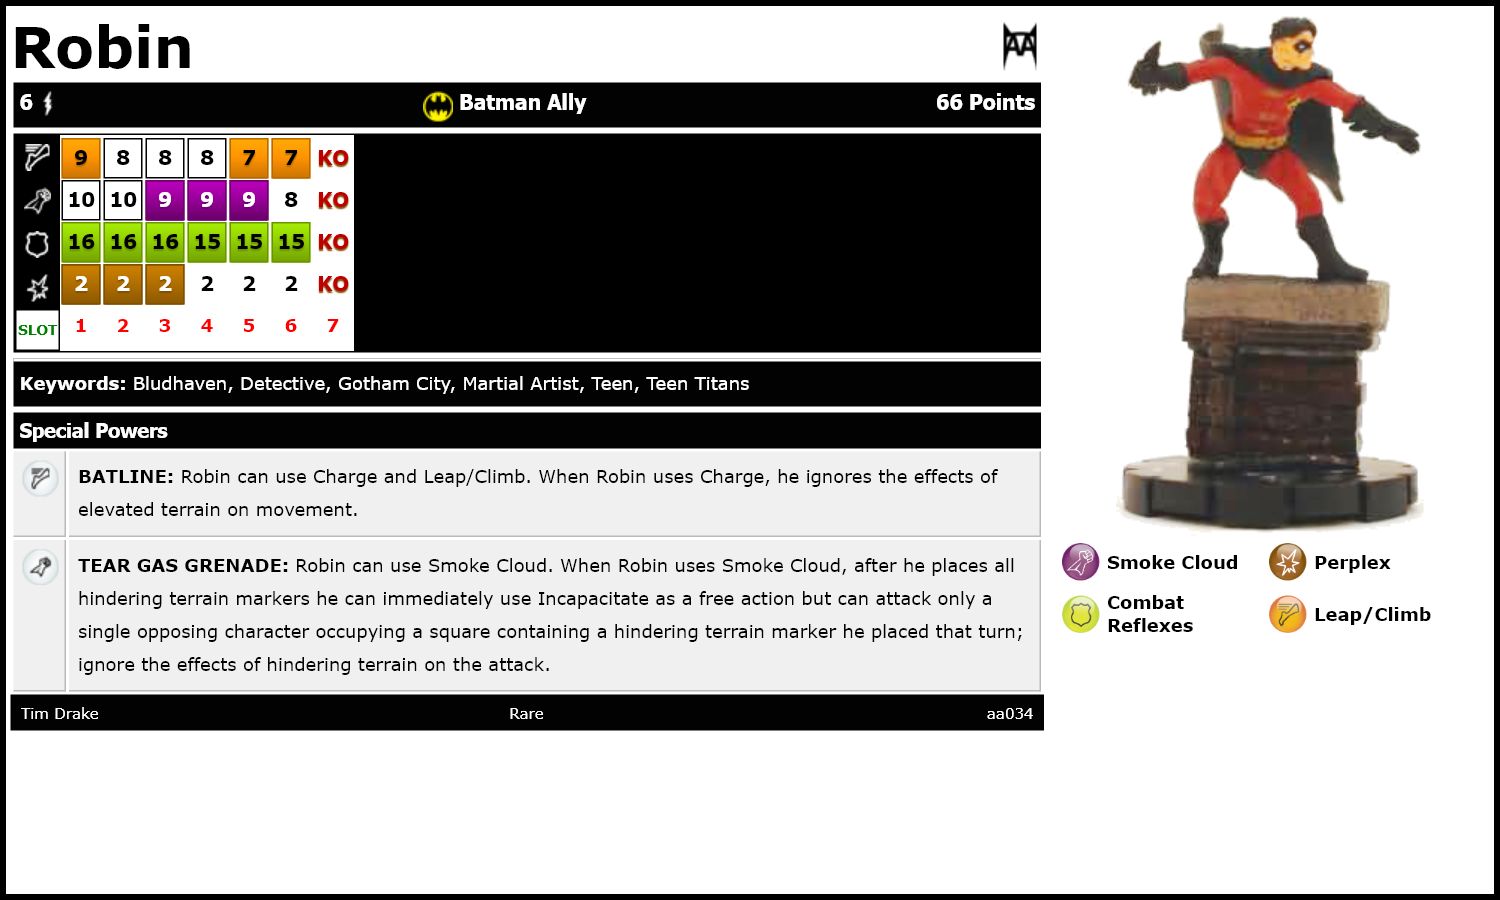 Robin
6 Batman Ally 66 Points
9 8 8 8 7 7 KO
10 10 9 9 9 8 KO
16 16 16 15 15 15 KO
2 2 2 2 2 2 KO
SLOT 1 2 3 4 5 6 7
Keywords: Bludhaven, Detective, Gotham City, Martial Artist, Teen, Teen Titans
Special Powers
BATLINE: Robin can use Charge and Leap/Climb. When Robin uses Charge, he ignores the effects of
elevated terrain on movement.
TEAR GAS GRENADE: Robin can use Smoke Cloud. When Robin uses Smoke Cloud, after he places all
hindering terrain markers he can immediately use Incapacitate as a free action but can attack only a
single opposing character occupying a square containing a hindering terrain marker he placed that turn;
ignore the effects of hindering terrain on the attack.
Tim Drake Rare aa034
Smoke Cloud Perplex
Combat
Reflexes
Leap/Climb